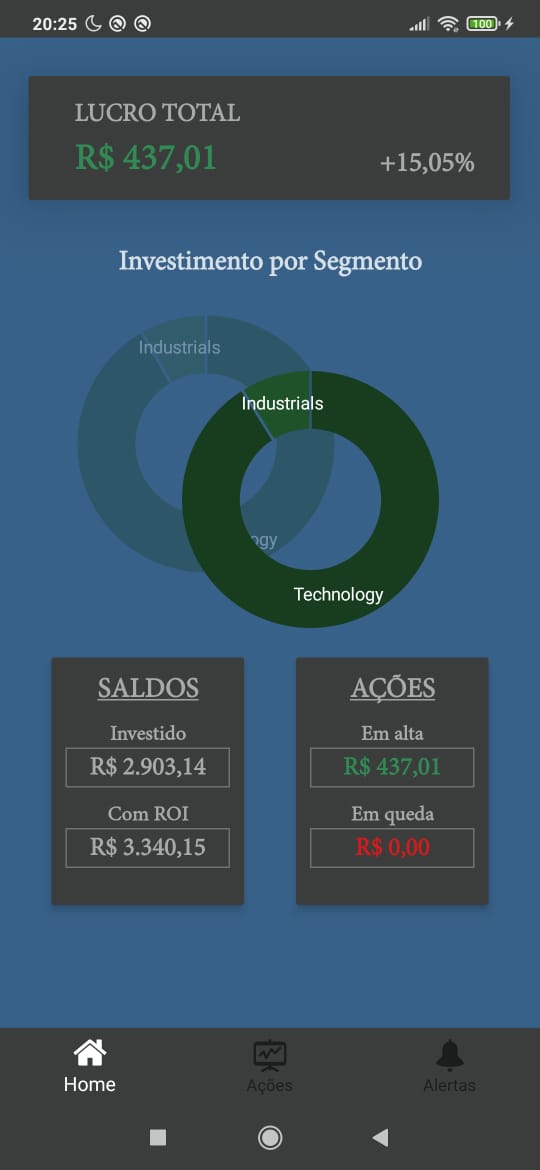 20:25
100
LUCRO TOTAL
R$ 437,01
+15,05%
Investimento por Segmento
Industrials
Industrials
ogy
Technology
SALDOS
Investido
R$ 2.903,14
Com ROI
R$ 3.340,15
AÇÕES
Em alta
R$ 437,01
Em queda
R$ 0,00
Home
Ações
Alertas